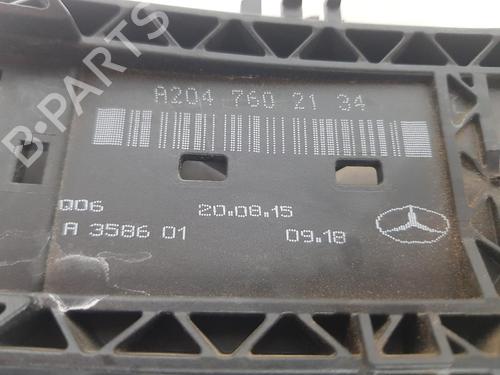 A204 760 21 34
Q06 20.08.15
A 3586 01 09.18
B-PARTS